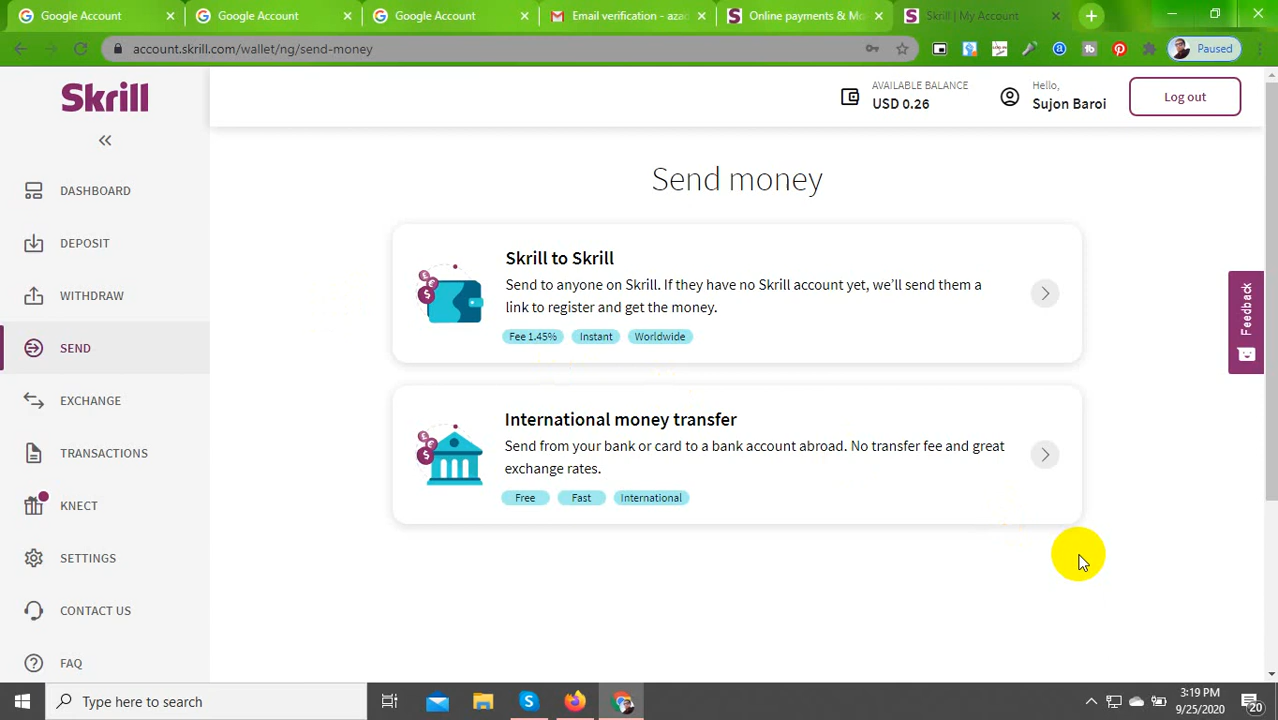 Google Account
Google Account
Google Account
Email verification - azad
Online payments & Mo
Skrill | My Account
account.skrill.com/wallet/ng/send-money
Paused
Skrill
AVAILABLE BALANCE
USD 0.26
Hello,
Sujon Baroi
Log out
DASHBOARD
DEPOSIT
WITHDRAW
SEND
EXCHANGE
TRANSACTIONS
KNECT
SETTINGS
CONTACT US
FAQ
Send money
Skrill to Skrill
Send to anyone on Skrill. If they have no Skrill account yet, we’ll send them a
link to register and get the money.
Fee 1.45% Instant Worldwide
International money transfer
Send from your bank or card to a bank account abroad. No transfer fee and great
exchange rates.
Free Fast International
Feedback
Type here to search
3:19 PM
9/25/2020
20